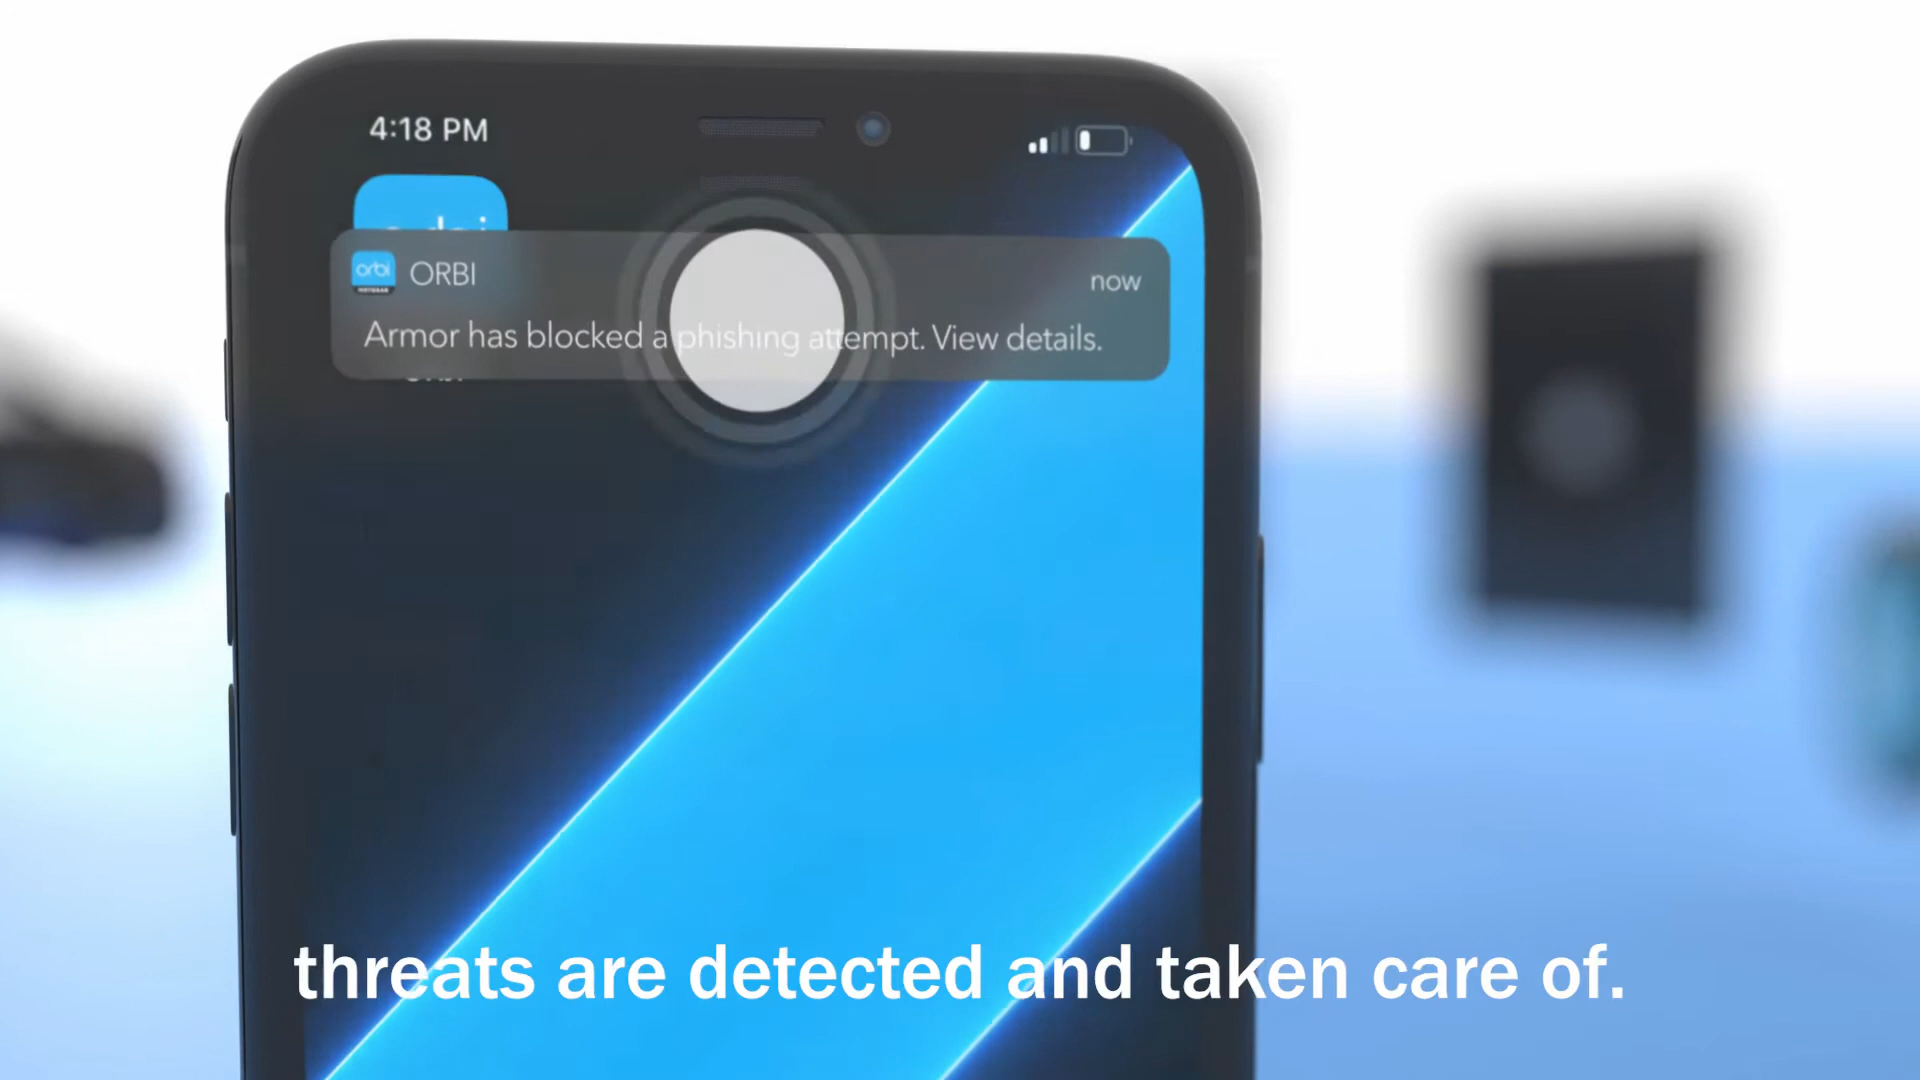 4:18 PM
orbi
ORBI
now
Armor has blocked a phishing attempt. View details.
threats are detected and taken care of.